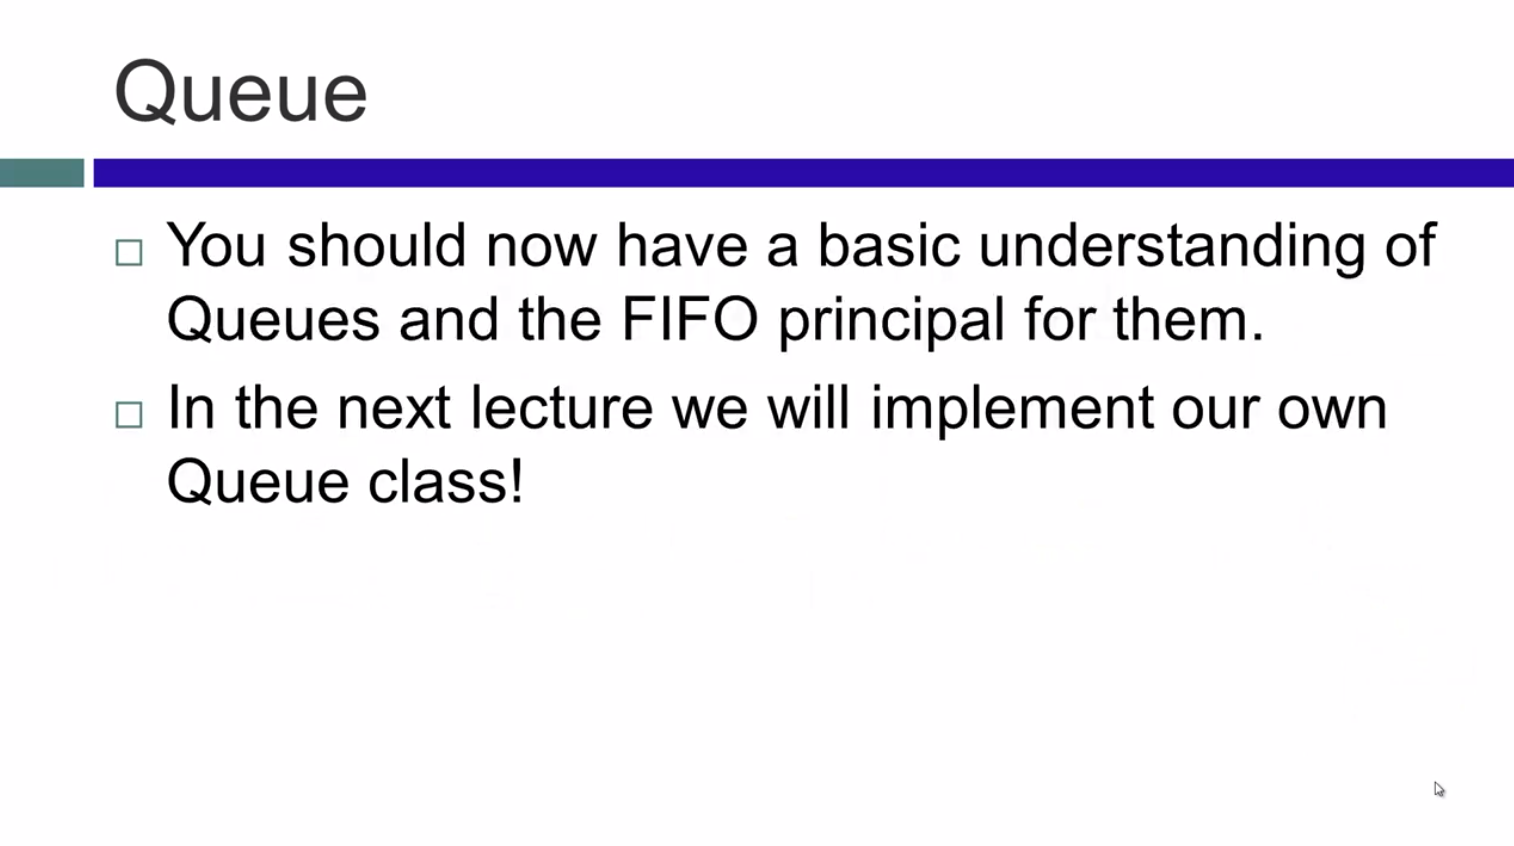 Queue
You should now have a basic understanding of
Queues and the FIFO principal for them.
In the next lecture we will implement our own
Queue class!